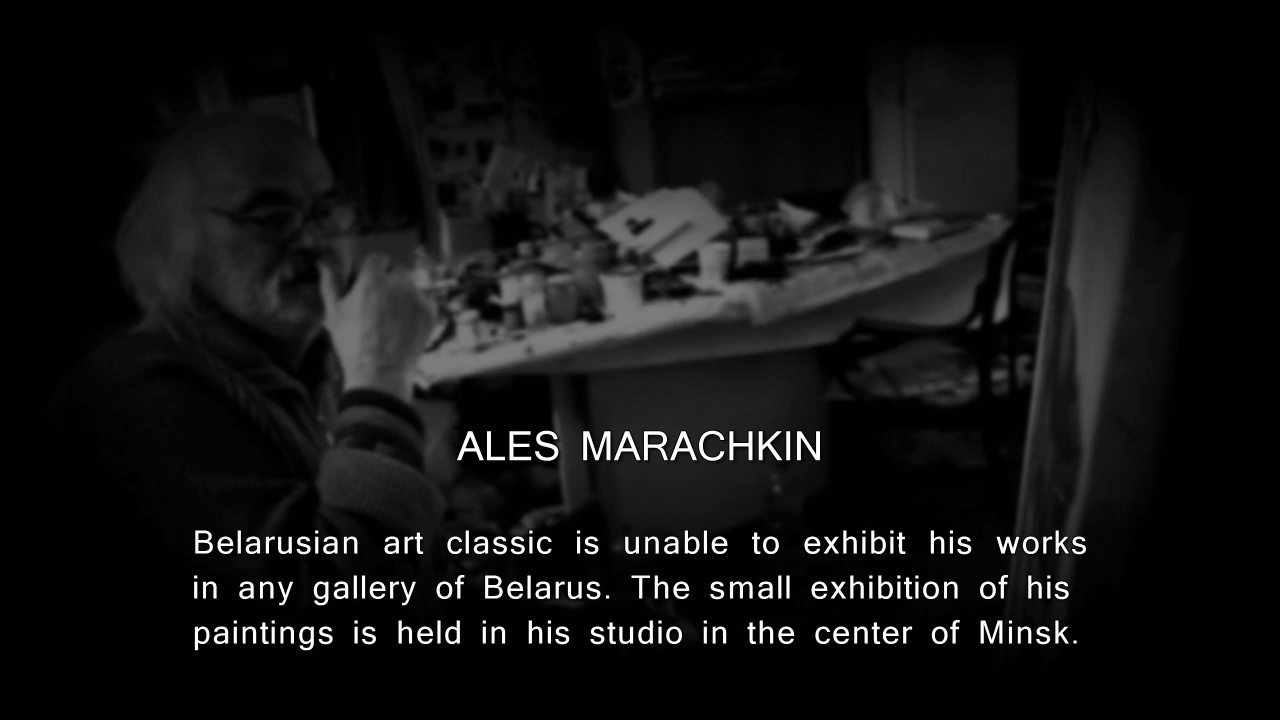 ALES MARACHKIN
Belarusian art classic is unable to exhibit his works
in any gallery of Belarus. The small exhibition of his
paintings is held in his studio in the center of Minsk.